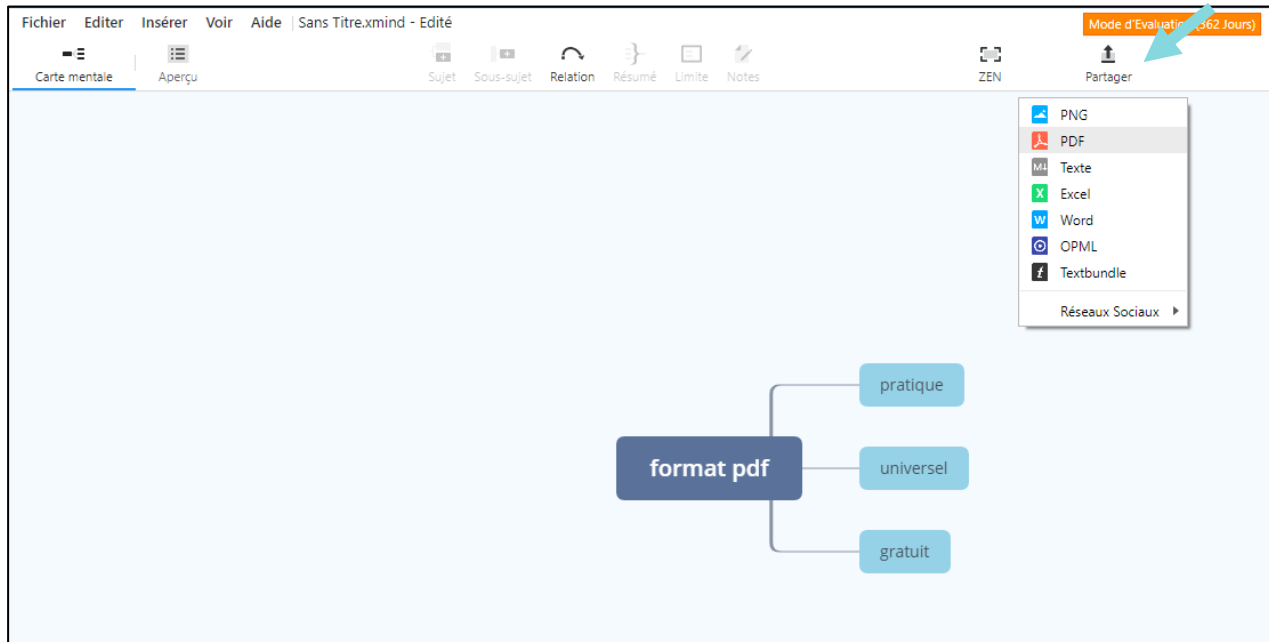 Fichier Editer Insérer Voir Aide Sans Titre.xmind - Edité
Mode d'Evaluation (362 Jours)
Carte mentale Aperçu Sujet Sous-sujet Relation Résumé Limite Notes ZEN Partager
PNG
PDF
Texte
Excel
Word
OPML
Textbundle
Réseaux Sociaux
pratique
format pdf
universel
gratuit